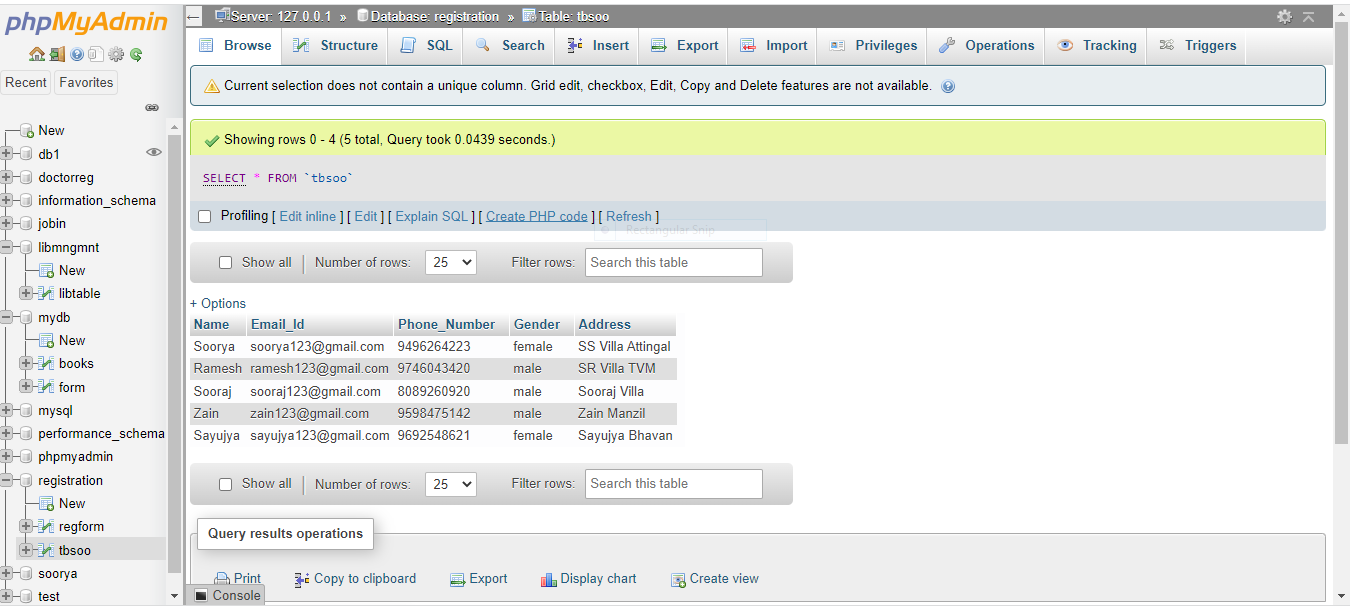 phpMyAdmin
Recent Favorites
New
db1
doctorreg
information_schema
jobin
libmngmnt
New
libtable
mydb
New
books
form
mysql
performance_schema
phpmyadmin
registration
New
regform
tbsoo
soorya
test
Server: 127.0.0.1 » Database: registration » Table: tbsoo
Browse Structure SQL Search Insert Export Import Privileges Operations Tracking Triggers
Current selection does not contain a unique column. Grid edit, checkbox, Edit, Copy and Delete features are not available.
Showing rows 0 - 4 (5 total, Query took 0.0439 seconds.)
SELECT * FROM `tbsoo`
Profiling [ Edit inline ] [ Edit ] [ Explain SQL ] [ Create PHP code ] [ Refresh ]
Rectangular Snip
Show all Number of rows: 25 Filter rows: Search this table
+ Options
Name Email_Id Phone_Number Gender Address
Soorya soorya123@gmail.com 9496264223 female SS Villa Attingal
Ramesh ramesh123@gmail.com 9746043420 male SR Villa TVM
Sooraj sooraj123@gmail.com 8089260920 male Sooraj Villa
Zain zain123@gmail.com 9598475142 male Zain Manzil
Sayujya sayujya123@gmail.com 9692548621 female Sayujya Bhavan
Show all Number of rows: 25 Filter rows: Search this table
Query results operations
Print Copy to clipboard Export Display chart Create view
Console